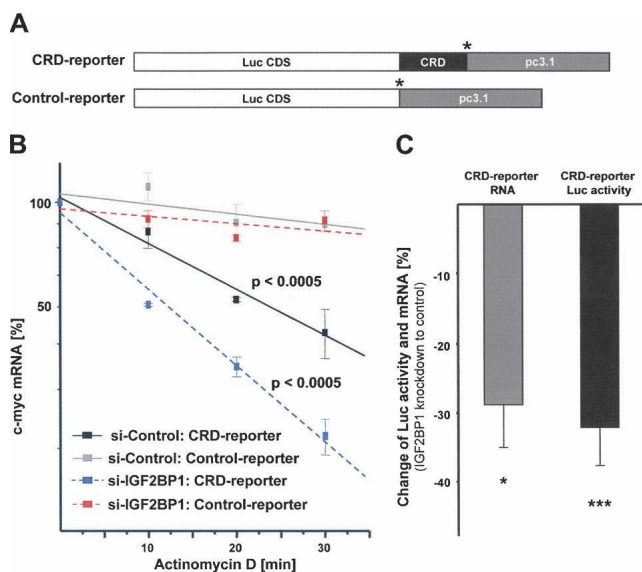 A
*
CRD-reporter
Luc CDS
CRD
pc3.1
*
Control-reporter
Luc CDS
pc3.1
B
c-myc mRNA [%]
100
50
p < 0.0005
p < 0.0005
si-Control: CRD-reporter
si-Control: Control-reporter
si-IGF2BP1: CRD-reporter
si-IGF2BP1: Control-reporter
10
20
30
Actinomycin D [min]
C
CRD-reporter
RNA
CRD-reporter
Luc activity
Change of Luc activity and mRNA [%]
(IGF2BP1 knockdown to control)
-10
-20
-30
-40
*
***